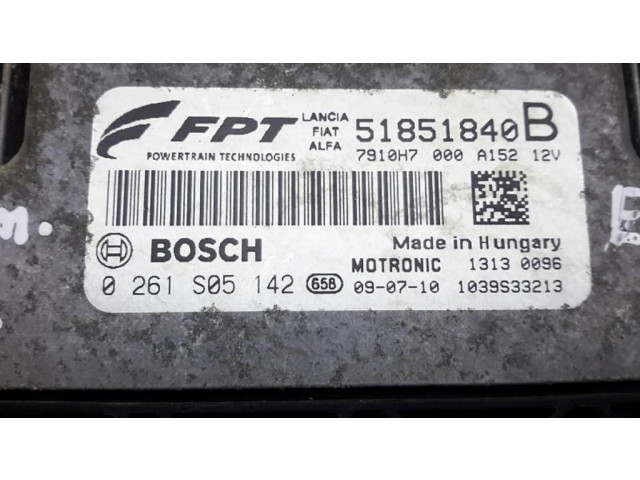 FPT
POWERTRAIN TECHNOLOGIES
LANCIA
FIAT
ALFA
51851840 B
7910H7 000 A152 12V
BOSCH
Made in Hungary
MOTRONIC 1313 0096
0 261 S05 142 658 09-07-10 1039S33213